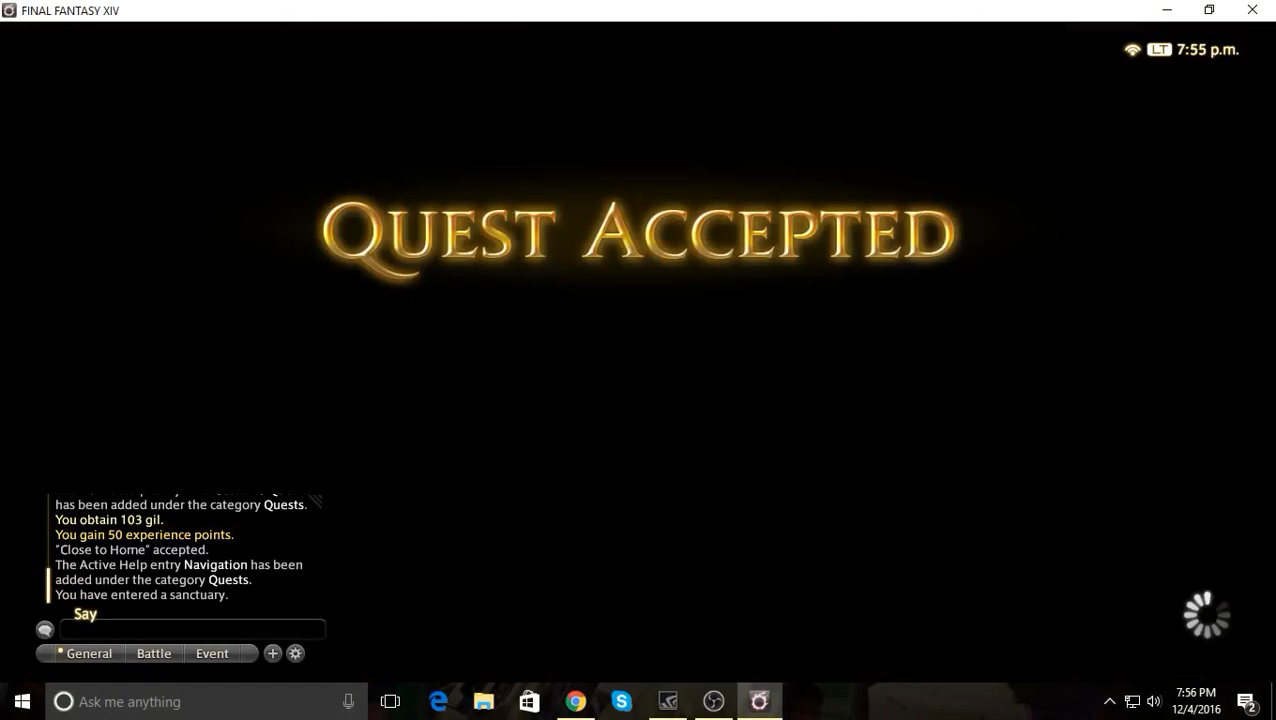 FINAL FANTASY XIV
LT 7:55 p.m.
QUEST ACCEPTED
has been added under the category Quests.
You obtain 103 gil.
You gain 50 experience points.
"Close to Home" accepted.
The Active Help entry Navigation has been
added under the category Quests.
You have entered a sanctuary.
Say
General Battle Event
Ask me anything
7:56 PM
12/4/2016
2